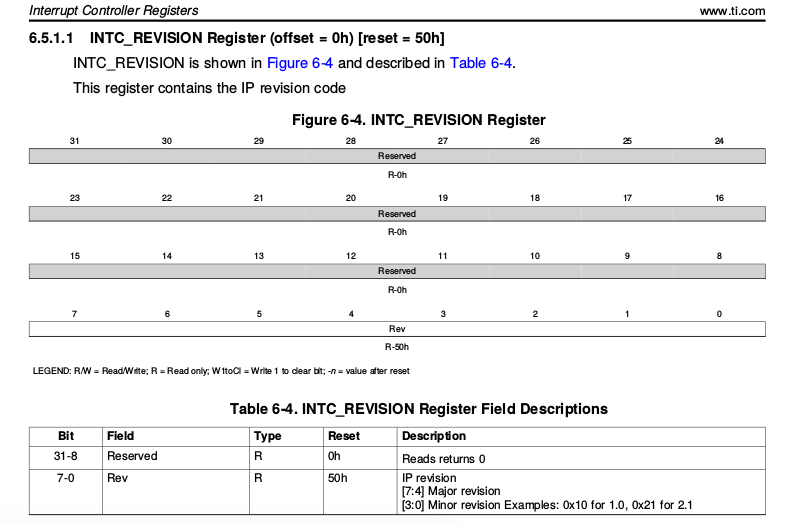 Interrupt Controller Registers www.ti.com
6.5.1.1 INTC_REVISION Register (offset = 0h) [reset = 50h]
INTC_REVISION is shown in Figure 6-4 and described in Table 6-4.
This register contains the IP revision code
Figure 6-4. INTC_REVISION Register
31 30 29 28 27 26 25 24
Reserved
R-0h
23 22 21 20 19 18 17 16
Reserved
R-0h
15 14 13 12 11 10 9 8
Reserved
R-0h
7 6 5 4 3 2 1 0
Rev
R-50h
LEGEND: R/W = Read/Write; R = Read only; W1toCl = Write 1 to clear bit; -n = value after reset
Table 6-4. INTC_REVISION Register Field Descriptions
Bit Field Type Reset Description
31-8 Reserved R 0h Reads returns 0
7-0 Rev R 50h IP revision
[7:4] Major revision
[3:0] Minor revision Examples: 0x10 for 1.0, 0x21 for 2.1